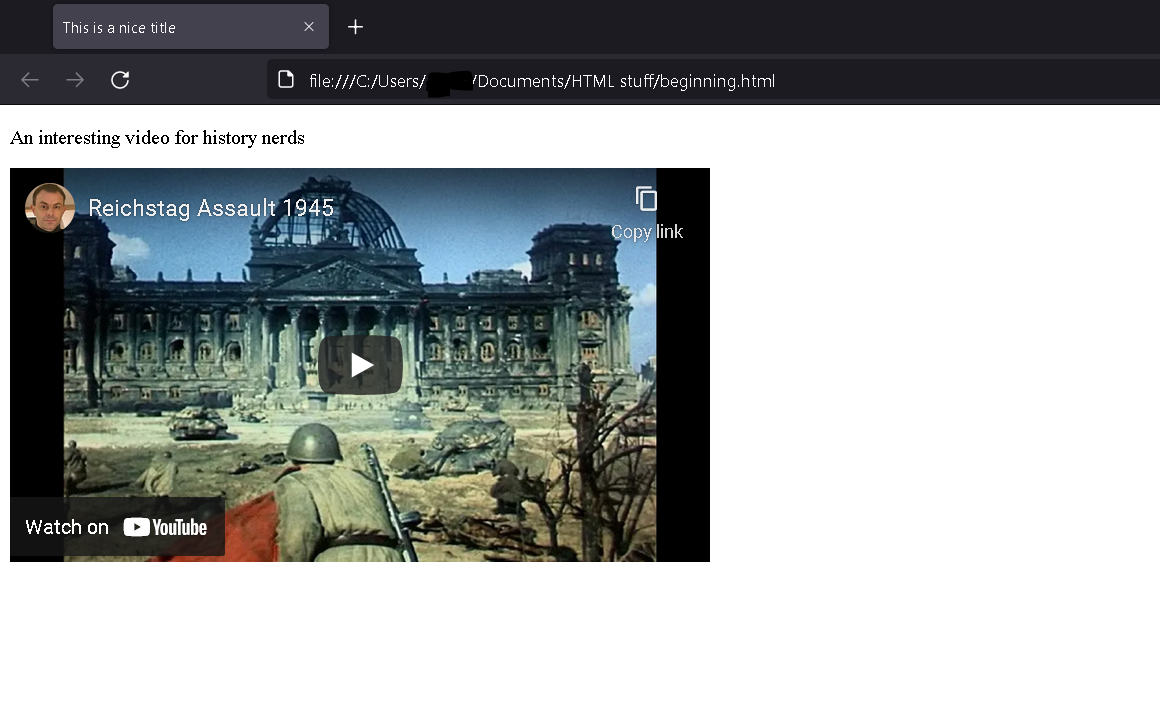 This is a nice title
file:///C:/Users/ /Documents/HTML stuff/beginning.html
An interesting video for history nerds
Reichstag Assault 1945
Copy link
Watch on YouTube